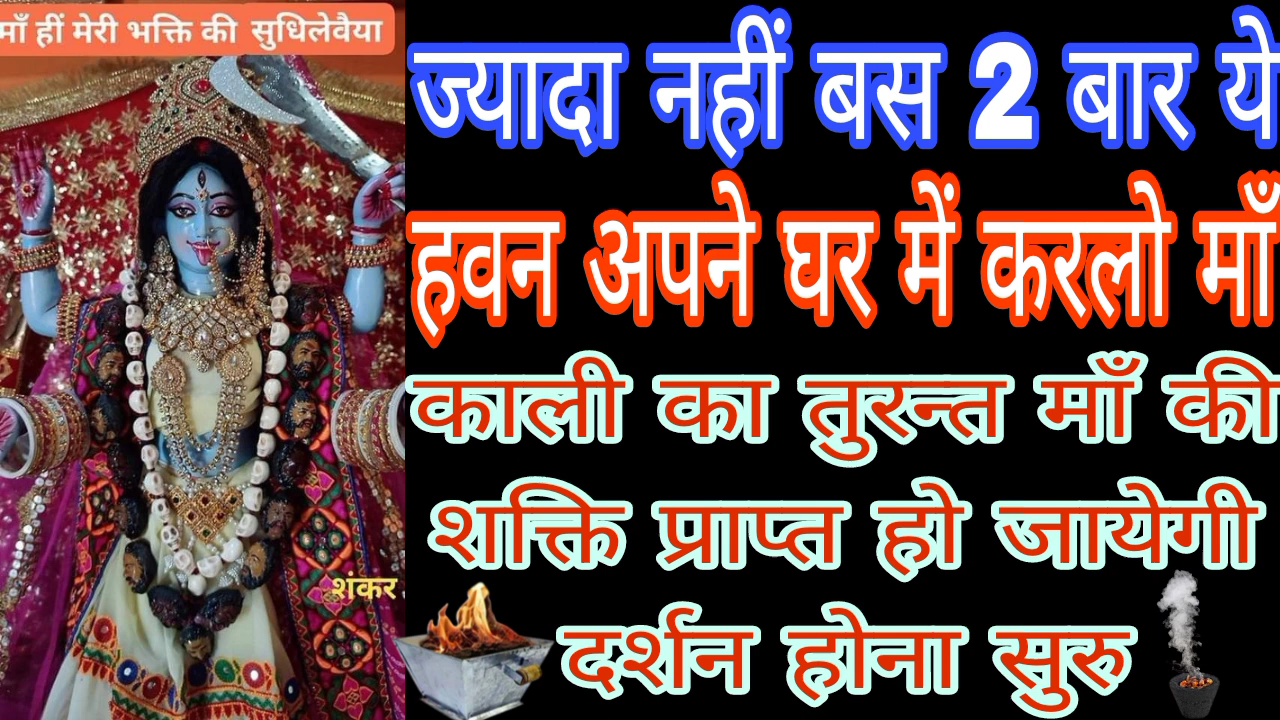 माँ हीं मेरी भक्ति की सुधिलेवैया
ज्यादा नहीं बस 2 बार ये
हवन अपने घर में करलो माँ
काली का तुरन्त माँ की
शक्ति प्राप्त हो जायेगी
दर्शन होना सुरु
शंकर